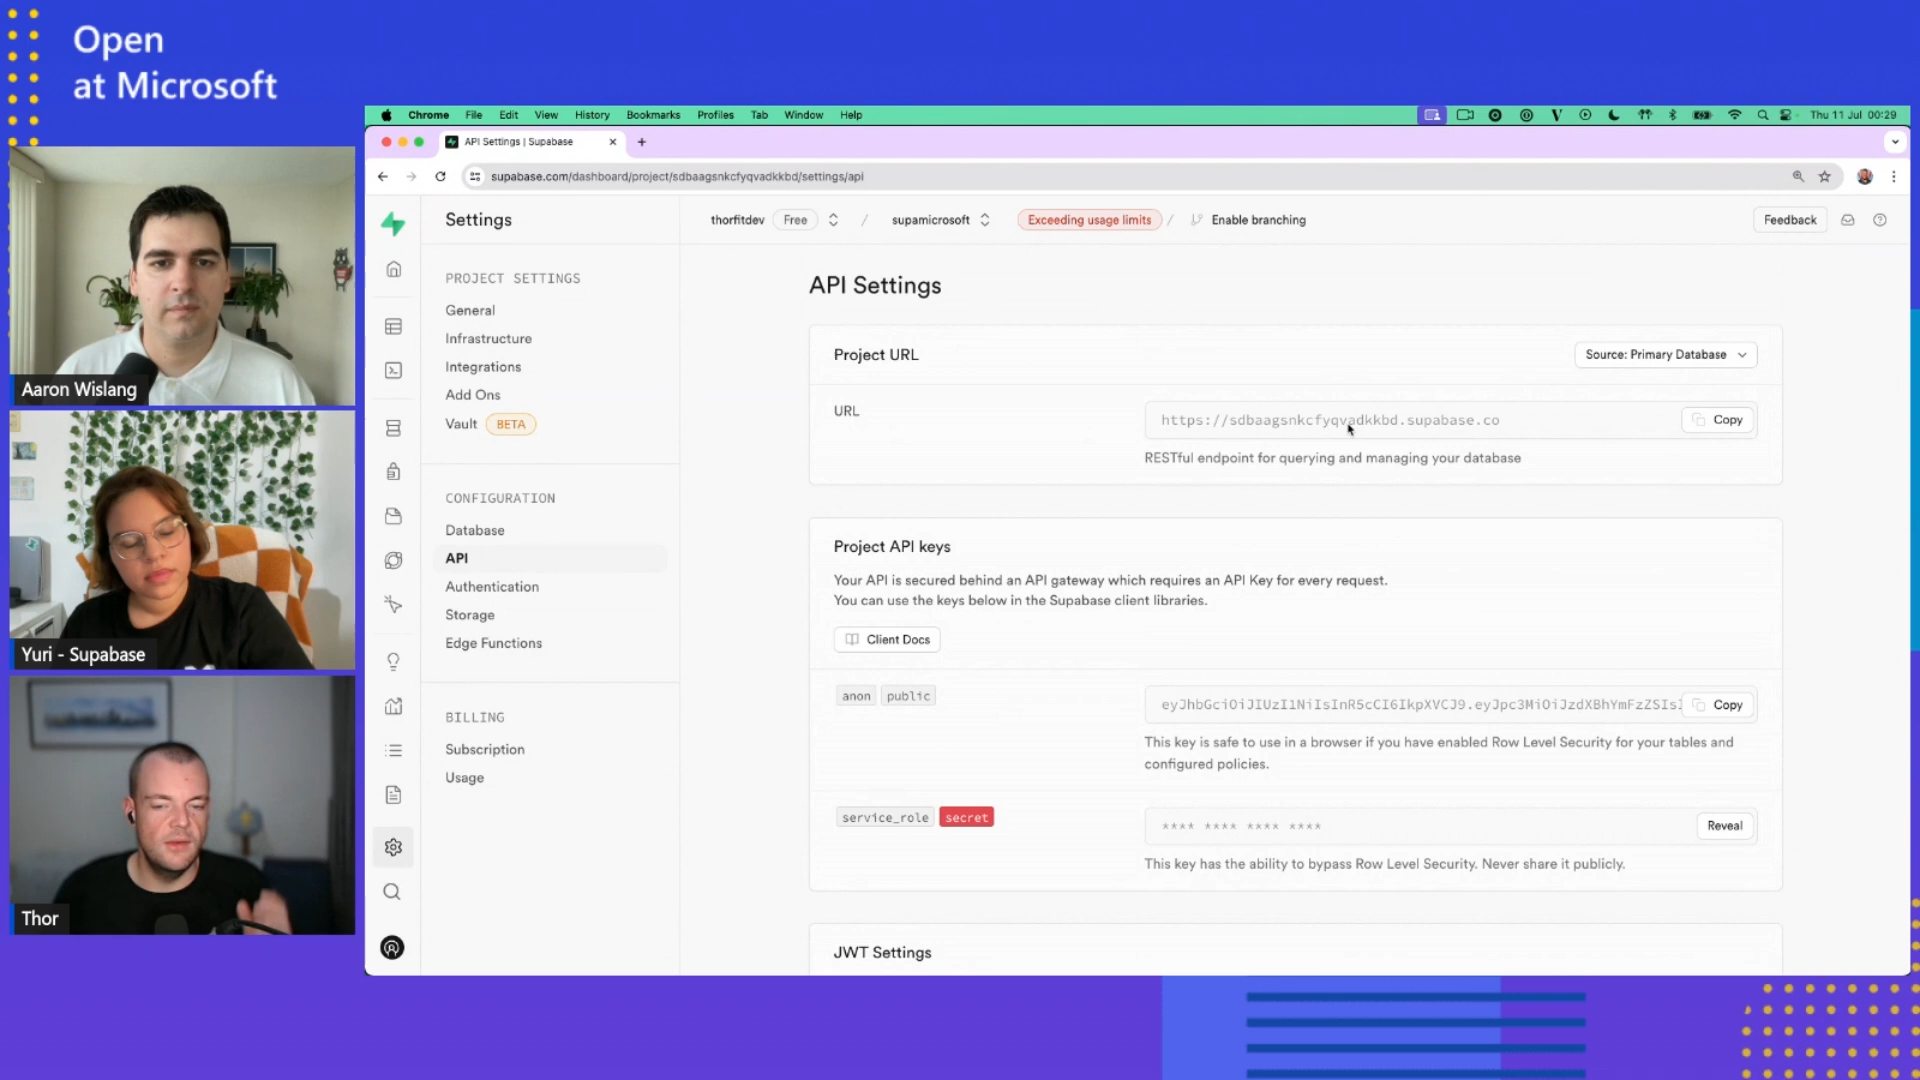 Open
at Microsoft
Chrome File Edit View History Bookmarks Profiles Tab Window Help
Thu 11 Jul 00:29
API Settings | Supabase
supabase.com/dashboard/project/sdbaagsnkcfyqvadkkbd/settings/api
Settings
thorfitdev Free / supamicrosoft Exceeding usage limits / Enable branching
Feedback
PROJECT SETTINGS
General
Infrastructure
Integrations
Add Ons
Vault BETA
CONFIGURATION
Database
API
Authentication
Storage
Edge Functions
BILLING
Subscription
Usage
API Settings
Project URL
Source: Primary Database
URL
https://sdbaagsnkcfyqvadkkbd.supabase.co
Copy
RESTful endpoint for querying and managing your database
Project API keys
Your API is secured behind an API gateway which requires an API Key for every request.
You can use the keys below in the Supabase client libraries.
Client Docs
anon public
eyJhbGciOiJIUzI1NiIsInR5cCI6IkpXVCJ9.eyJpc3MiOiJzdXBhYmFzZSIsI
Copy
This key is safe to use in a browser if you have enabled Row Level Security for your tables and
configured policies.
service_role secret
**** **** **** ****
Reveal
This key has the ability to bypass Row Level Security. Never share it publicly.
JWT Settings
Aaron Wislang
Yuri - Supabase
Thor